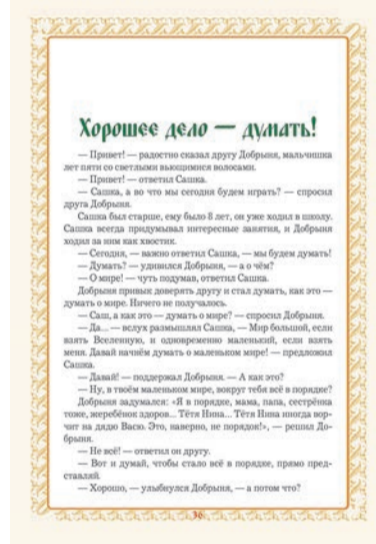 Хорошее дело — думать!
— Привет! — радостно сказал другу Добрыня, мальчишка
лет пяти со светлыми вьющимися волосами.
— Привет! — ответил Сашка.
— Сашка, а во что мы сегодня будем играть? — спросил
друга Добрыня.
Сашка был старше, ему было 8 лет, он уже ходил в школу.
Сашка всегда придумывал интересные занятия, и Добрыня
ходил за ним как хвостик.
— Сегодня, — важно ответил Сашка, — мы будем думать!
— Думать? — удивился Добрыня, — а о чём?
— О мире! — чуть подумав, ответил Сашка.
Добрыня привык доверять другу и стал думать, как это —
думать о мире. Ничего не получалось.
— Саш, а как это — думать о мире? — спросил Добрыня.
— Да... — вслух размышлял Сашка, — Мир большой, если
взять Вселенную, и одновременно маленький, если взять
меня. Давай начнём думать о маленьком мире! — предложил
Сашка.
— Давай! — поддержал Добрыня. — А как это?
— Ну, в твоём маленьком мире, вокруг тебя всё в порядке?
Добрыня задумался: «Я в порядке, мама, папа, сестрёнка
тоже, жеребёнок здоров... Тётя Нина... Тётя Нина иногда вор-
чит на дядю Васю. Это, наверно, не порядок!», — решил До-
брыня.
— Не всё! — ответил он другу.
— Вот и думай, чтобы стало всё в порядке, прямо пред-
ставляй.
— Хорошо, — улыбнулся Добрыня, — а потом что?
36